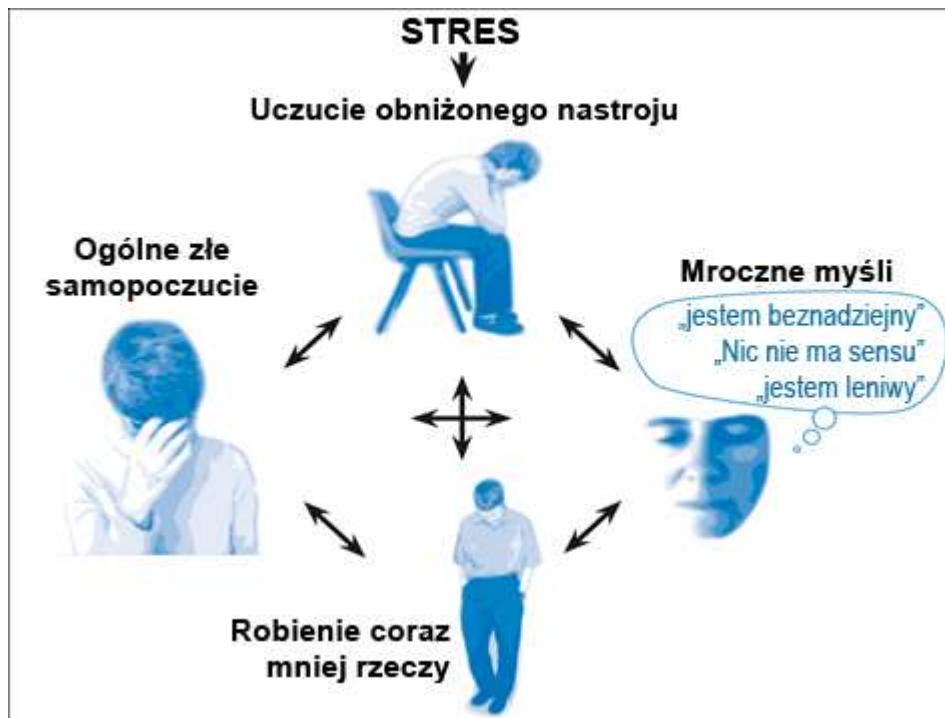 STRES
Uczucie obniżonego nastroju
Ogólne złe
samopoczucie
Mroczne myśli
„jestem beznadziejny”
„Nic nie ma sensu”
„jestem leniwy”
Robienie coraz
mniej rzeczy